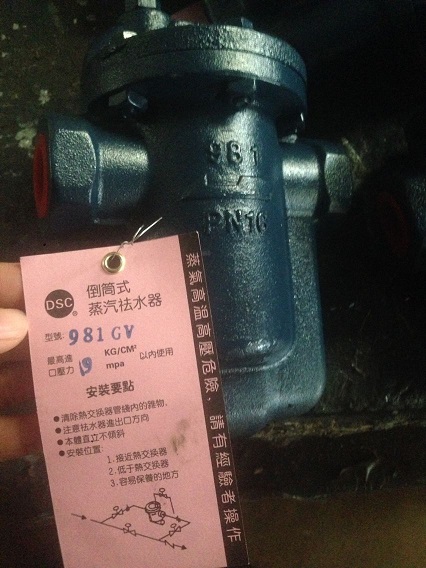 981
PN16
DSC
®
倒筒式
蒸汽祛水器
型號: 981GV
最高進口壓力 9 KG/CM² mpa 以內使用
安裝要點
●清除熱交換器管縫內的雜物。
●注意祛水器進出口方向
●本體直立不傾斜
●安裝位置:
1.接近熱交換器
2.低于熱交換器
3.容易保養的地方
蒸氣高溫高壓危險．請有經驗者操作